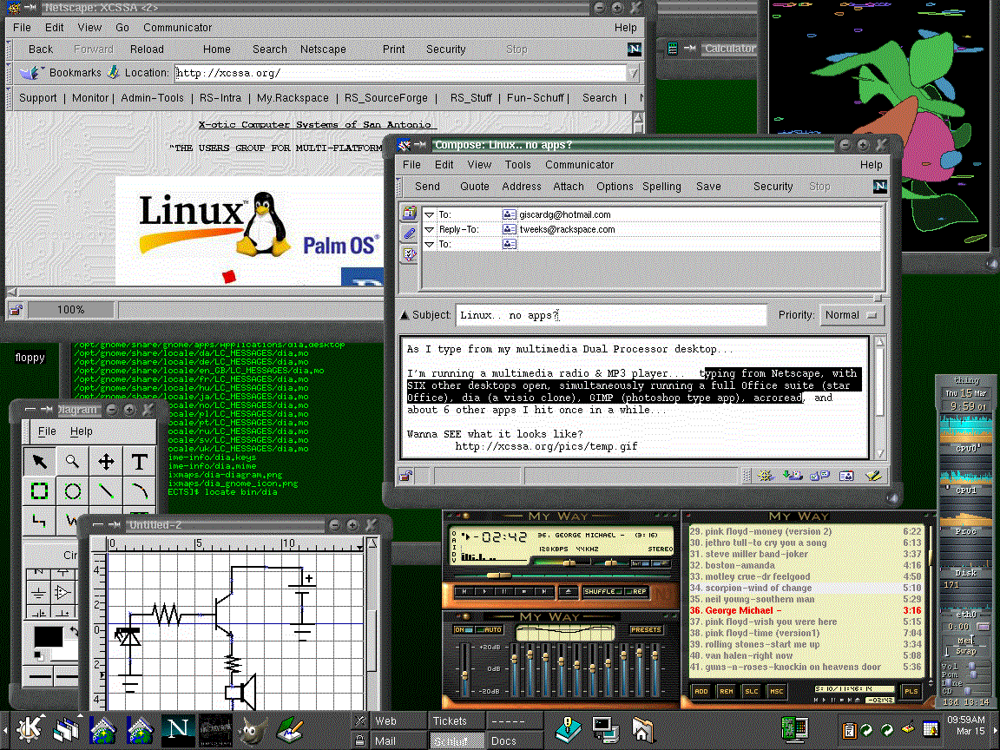 Netscape: XCSSA <2>
File Edit View Go Communicator Help
Back Forward Reload Home Search Netscape Print Security Stop
Bookmarks Location: http://xcssa.org/
Support | Monitor | Admin-Tools | RS-Intra | My.Rackspace | RS_SourceForge | RS_Stuff | Fun-Schuff | Search |
X-otic Computer Systems of San Antonio
"THE USERS GROUP FOR MULTI-PLATFORM
Linux™
Palm OS®
100%
Calculator
Compose: Linux.. no apps?
File Edit View Tools Communicator Help
Send Quote Address Attach Options Spelling Save Security Stop
To: giscardg@hotmail.com
Reply-To: tweeks@rackspace.com
To:
Subject: Linux.. no apps?
Priority: Normal
As I type from my multimedia Dual Processor desktop...
I'm running a multimedia radio & MP3 player... typing from Netscape, with
SIX other desktops open, simultaneously running a full Office suite (star
Office), dia (a visio clone), GIMP (photoshop type app), acroread, and
about 6 other apps I hit once in a while...
Wanna SEE what it looks like?
http://xcssa.org/pics/temp.gif
floppy
/opt/gnome/share/gnome/apps/Applications/dia.desktop
/opt/gnome/share/locale/da/LC_MESSAGES/dia.mo
/opt/gnome/share/locale/de/LC_MESSAGES/dia.mo
/opt/gnome/share/locale/en_GB/LC_MESSAGES/dia.mo
/opt/gnome/share/locale/fr/LC_MESSAGES/dia.mo
/opt/gnome/share/locale/ja/LC_MESSAGES/dia.mo
ocale/no/LC_MESSAGES/dia.mo
ocale/pl/LC_MESSAGES/dia.mo
ocale/ru/LC_MESSAGES/dia.mo
ocale/sw/LC_MESSAGES/dia.mo
ocale/uk/LC_MESSAGES/dia.mo
ime-info/dia.keys
ime-info/dia.mime
ixmaps/dia-diagram.png
ixmaps/dia_gnome_icon.png
ECTS]$ locate bin/dia
Diagram
File Help
T
Cir
Untitled-2
0 5 10
thing
Thu 15 Mar
9:59 01
CPU0
CPU1
Proc
Disk
171
eth0
0:00
Mem
Swap
Vol
Pcm
Line
CD
13d 13:14
MY WAY
-02:42
36. GEORGE MICHAEL - (3:16)
128KBPS 44KHZ STEREO
SHUFFLE REP
MY WAY
ON AUTO PRESETS
+20dB
0dB
-20dB
MY WAY
29. pink floyd-money (version 2) 6:22
30. jethro tull-to cry you a song 6:13
31. steve miller band-joker 3:37
32. boston-amanda 4:16
33. motley crue-dr feelgood 4:50
34. scorpion-wind of change 5:10
35. neil young-southern man 5:29
36. George Michael - 3:16
37. pink floyd-wish you were here 5:15
38. pink floyd-time (version1) 7:04
39. rolling stones-start me up 3:34
40. van halen-right now 5:08
41. guns-n-roses-knockin on heavens door 5:36
ADD REM SLC MSC PLS
-02:42
Web Tickets -----
Mail Docs
09:59AM
Mar 15